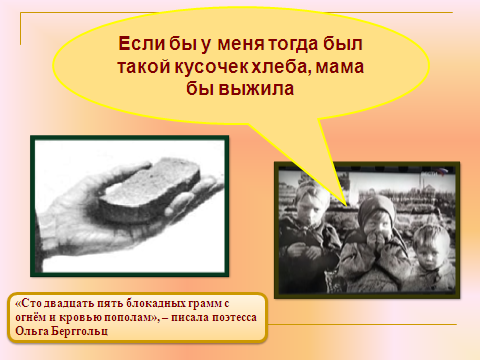 Если бы у меня тогда был
такой кусочек хлеба, мама
бы выжила
«Сто двадцать пять блокадных грамм с
огнём и кровью пополам», – писала поэтесса
Ольга Берггольц